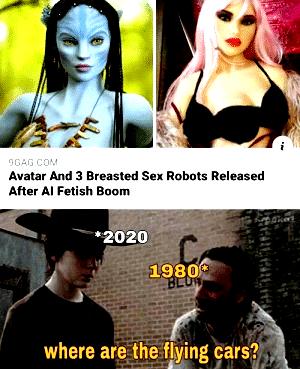 i
9GAG.COM
Avatar And 3 Breasted Sex Robots Released
After AI Fetish Boom
*2020
1980*
where are the flying cars?